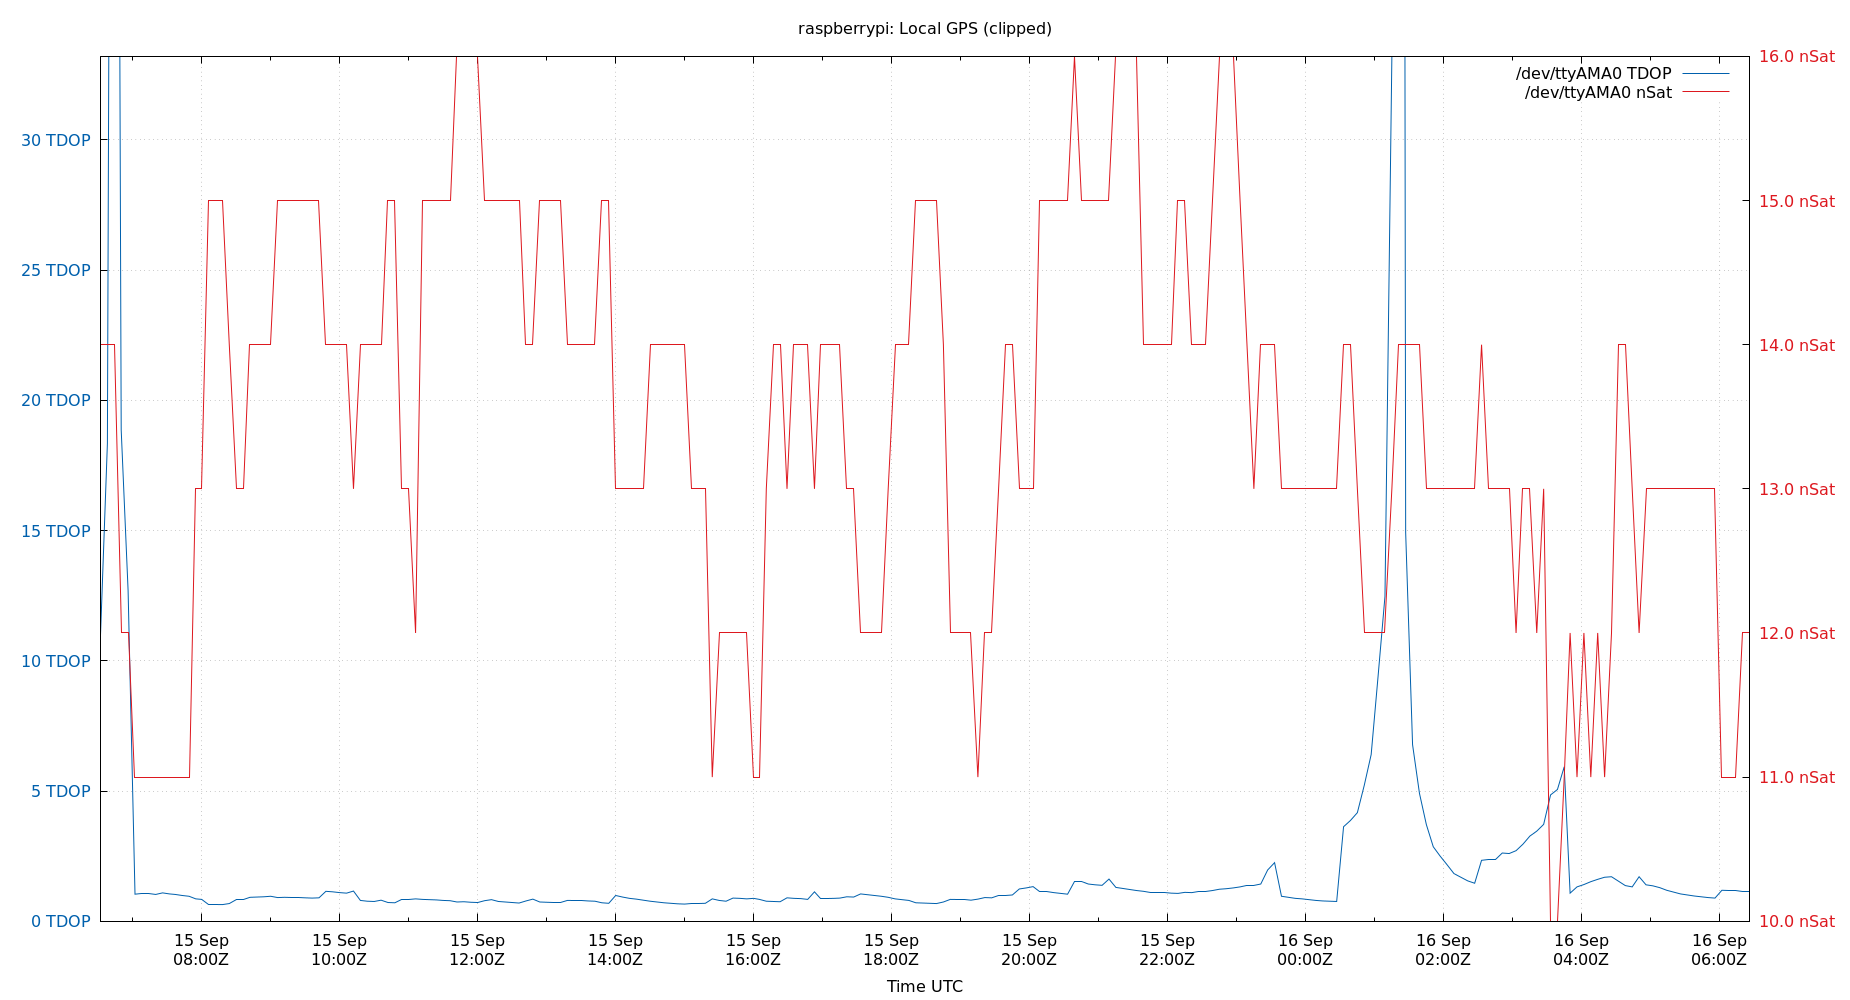 raspberrypi: Local GPS (clipped)
/dev/ttyAMA0 TDOP
/dev/ttyAMA0 nSat
30 TDOP
25 TDOP
20 TDOP
15 TDOP
10 TDOP
5 TDOP
0 TDOP
16.0 nSat
15.0 nSat
14.0 nSat
13.0 nSat
12.0 nSat
11.0 nSat
10.0 nSat
15 Sep
08:00Z
15 Sep
10:00Z
15 Sep
12:00Z
15 Sep
14:00Z
15 Sep
16:00Z
15 Sep
18:00Z
15 Sep
20:00Z
15 Sep
22:00Z
16 Sep
00:00Z
16 Sep
02:00Z
16 Sep
04:00Z
16 Sep
06:00Z
Time UTC